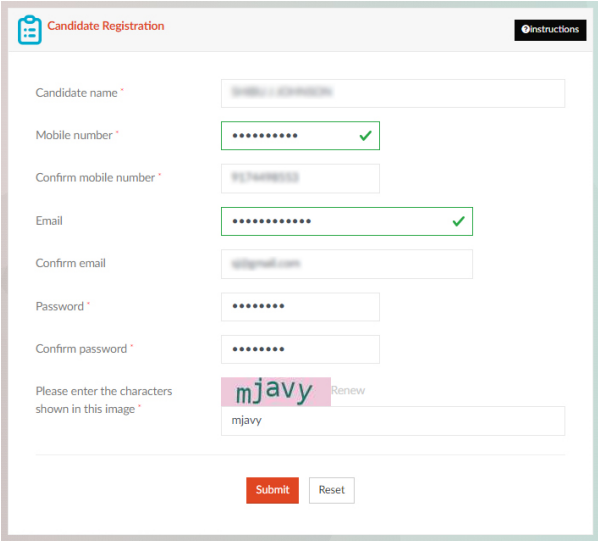 Candidate Registration
Instructions
Candidate name *
Mobile number *
Confirm mobile number *
Email
Confirm email
Password *
Confirm password *
Please enter the characters
shown in this image *
mjavy
Renew
mjavy
Submit
Reset